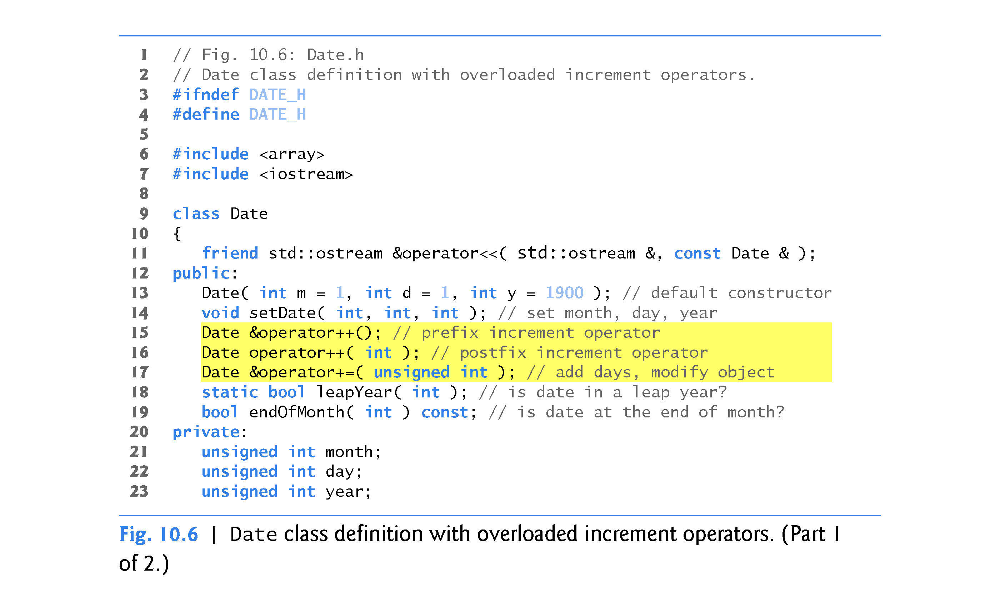 1 // Fig. 10.6: Date.h
2 // Date class definition with overloaded increment operators.
3 #ifndef DATE_H
4 #define DATE_H
5
6 #include <array>
7 #include <iostream>
8
9 class Date
10 {
11 friend std::ostream &operator<<( std::ostream &, const Date & );
12 public:
13 Date( int m = 1, int d = 1, int y = 1900 ); // default constructor
14 void setDate( int, int, int ); // set month, day, year
15 Date &operator++(); // prefix increment operator
16 Date operator++( int ); // postfix increment operator
17 Date &operator+=( unsigned int ); // add days, modify object
18 static bool leapYear( int ); // is date in a leap year?
19 bool endOfMonth( int ) const; // is date at the end of month?
20 private:
21 unsigned int month;
22 unsigned int day;
23 unsigned int year;
Fig. 10.6 | Date class definition with overloaded increment operators. (Part 1
of 2.)